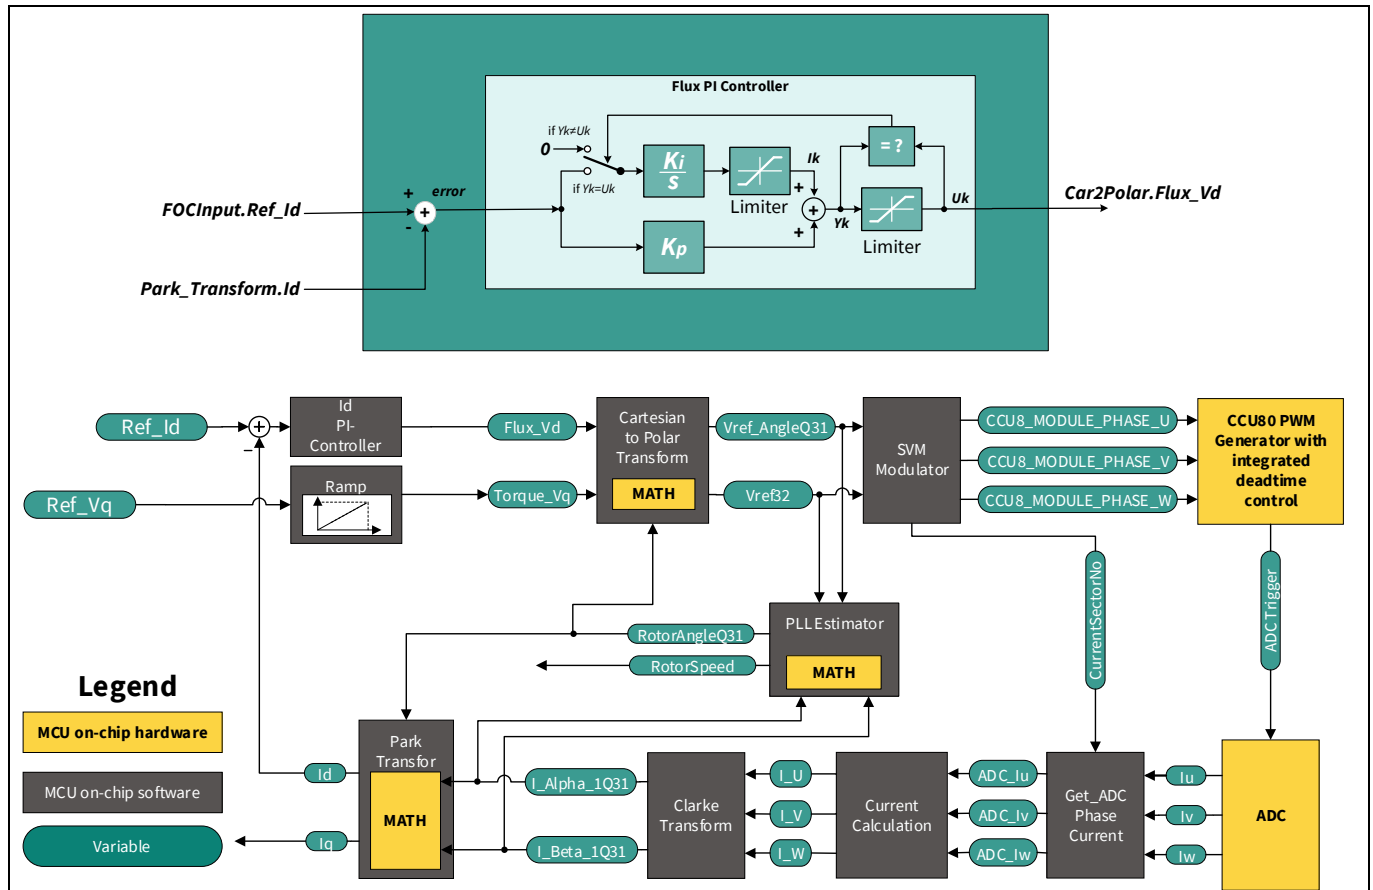 Flux PI Controller
if Yk≠Uk
0
if Yk=Uk
Ki
s
Limiter
Ik
+
+
+
Yk
= ?
Limiter
Uk
Kp
+
error
+
-
FOCInput.Ref_Id
Park_Transform.Id
Car2Polar.Flux_Vd
Ref_Id
+
–
Id
PI-
Controller
Flux_Vd
Cartesian
to Polar
Transform
MATH
Vref_AngleQ31
SVM
Modulator
CCU8_MODULE_PHASE_U
CCU8_MODULE_PHASE_V
CCU8_MODULE_PHASE_W
CCU80 PWM
Generator with
integrated
deadtime
control
Ref_Vq
Ramp
Torque_Vq
Vref32
CurrentSectorNo
ADC Trigger
PLL Estimator
MATH
RotorAngleQ31
RotorSpeed
Legend
MCU on-chip hardware
MCU on-chip software
Variable
Park
Transfor
MATH
Id
Iq
I_Alpha_1Q31
I_Beta_1Q31
Clarke
Transform
I_U
I_V
I_W
Current
Calculation
ADC_Iu
ADC_Iv
ADC_Iw
Get_ADC
Phase
Current
Iu
Iv
Iw
ADC